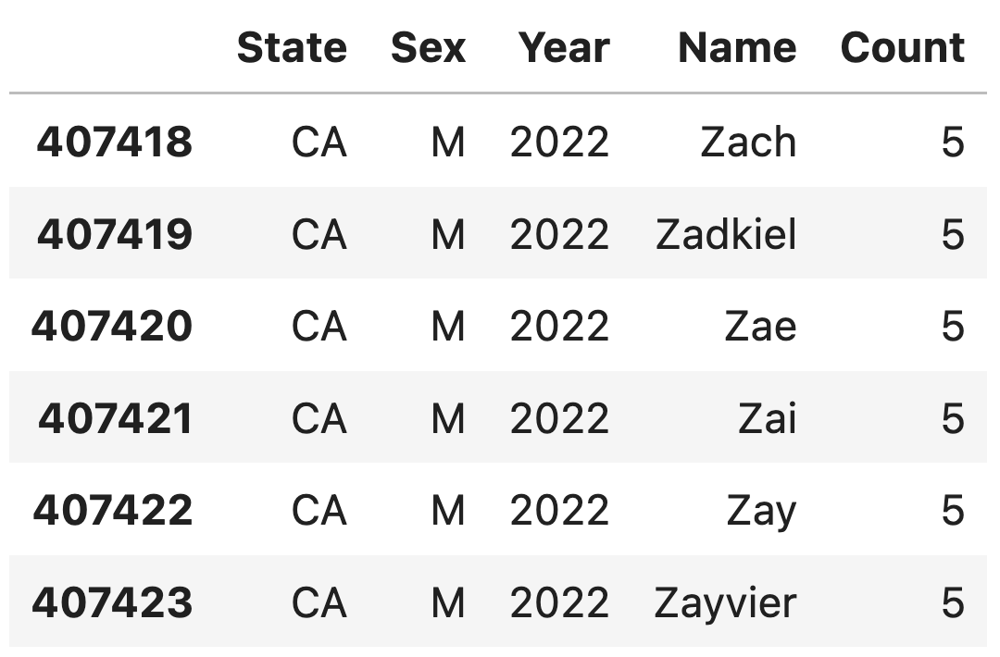 State Sex Year Name Count
407418 CA M 2022 Zach 5
407419 CA M 2022 Zadkiel 5
407420 CA M 2022 Zae 5
407421 CA M 2022 Zai 5
407422 CA M 2022 Zay 5
407423 CA M 2022 Zayvier 5